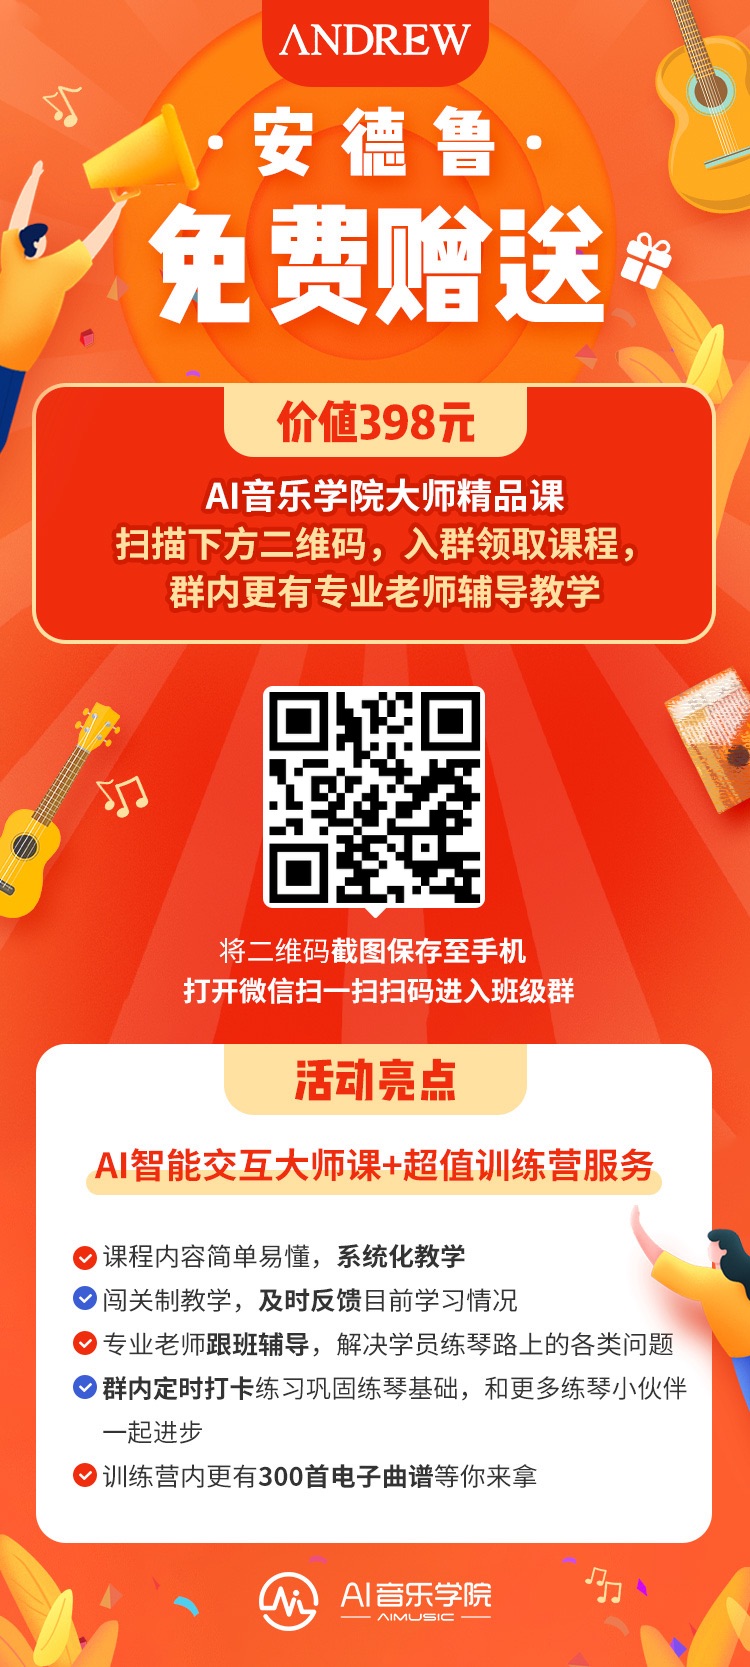 ANDREW
·安德鲁·
免费赠送
价值398元
AI音乐学院大师精品课
扫描下方二维码，入群领取课程，
群内更有专业老师辅导教学
将二维码截图保存至手机
打开微信扫一扫扫码进入班级群
活动亮点
AI智能交互大师课+超值训练营服务
课程内容简单易懂，系统化教学
闯关制教学，及时反馈目前学习情况
专业老师跟班辅导，解决学员练琴路上的各类问题
群内定时打卡练习巩固练琴基础，和更多练琴小伙伴
一起进步
训练营内更有300首电子曲谱等你来拿
AI音乐学院
AIMUSIC